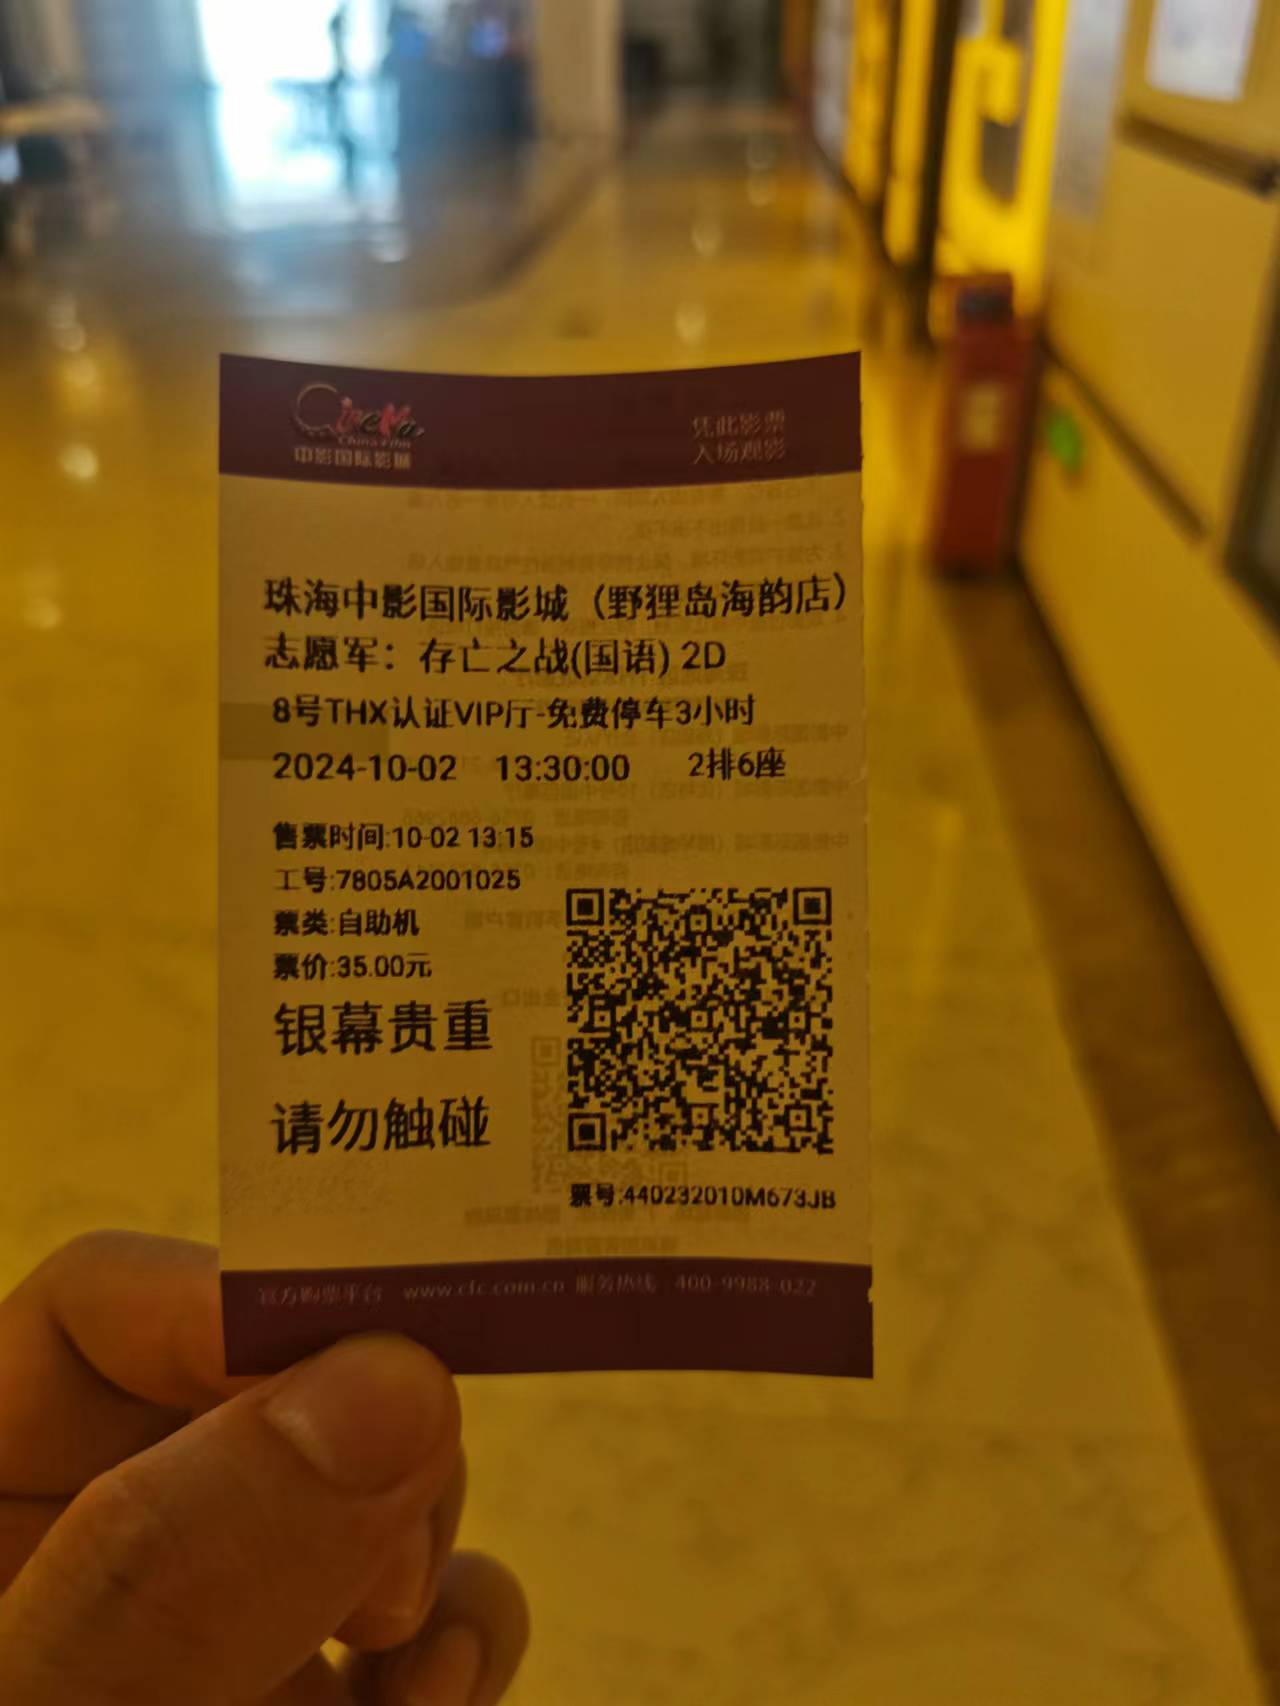 CineMa
China Film
中影国际影城
凭此影票
入场观影
珠海中影国际影城（野狸岛海韵店）
志愿军：存亡之战(国语) 2D
8号THX认证VIP厅-免费停车3小时
2024-10-02 13:30:00 2排6座
售票时间:10-02 13:15
工号:7805A2001025
票类:自助机
票价:35.00元
银幕贵重
请勿触碰
票号:440232010M673JB
官方购票平台 www.cfc.com.cn 服务热线 400-9988-022